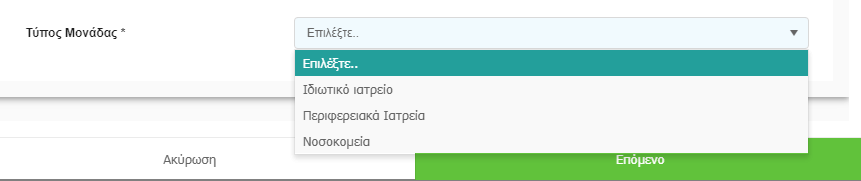 Τύπος Μονάδας *
Επιλέξτε..
Επιλέξτε..
Ιδιωτικό ιατρείο
Περιφερειακά Ιατρεία
Νοσοκομεία
Ακύρωση
Επόμενο